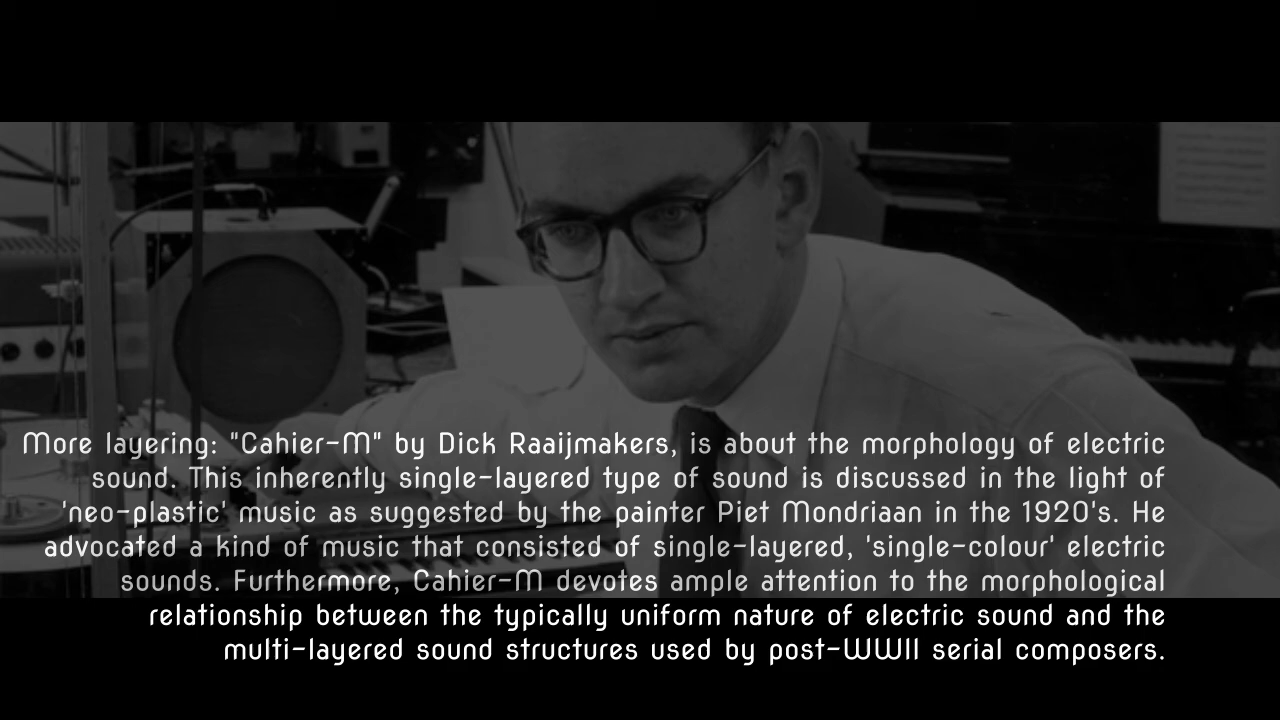 More layering: "Cahier-M" by Dick Raaijmakers, is about the morphology of electric
sound. This inherently single-layered type of sound is discussed in the light of
'neo-plastic' music as suggested by the painter Piet Mondriaan in the 1920's. He
advocated a kind of music that consisted of single-layered, 'single-colour' electric
sounds. Furthermore, Cahier-M devotes ample attention to the morphological
relationship between the typically uniform nature of electric sound and the
multi-layered sound structures used by post-WWII serial composers.